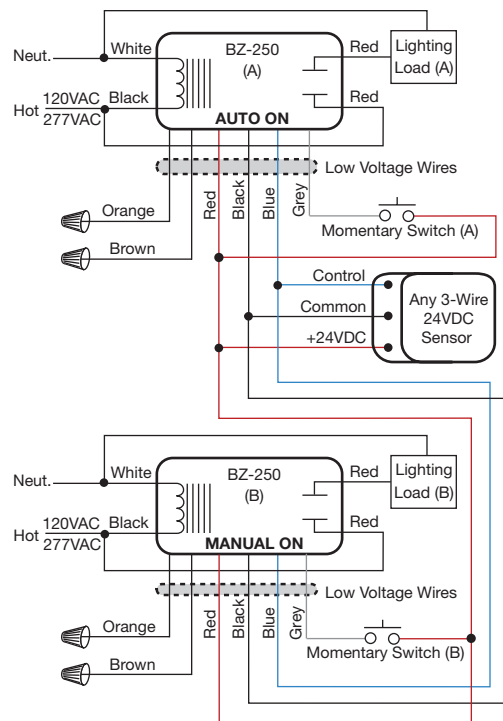 Neut.
White
BZ-250
(A)
Red
Lighting
Load (A)
Hot
120VAC
277VAC
Black
Red
AUTO ON
Low Voltage Wires
Orange
Brown
Red
Black
Blue
Grey
Momentary Switch (A)
Control
Common
+24VDC
Any 3-Wire
24VDC
Sensor
Neut.
White
BZ-250
(B)
Red
Lighting
Load (B)
Hot
120VAC
277VAC
Black
Red
MANUAL ON
Low Voltage Wires
Orange
Brown
Red
Black
Blue
Grey
Momentary Switch (B)